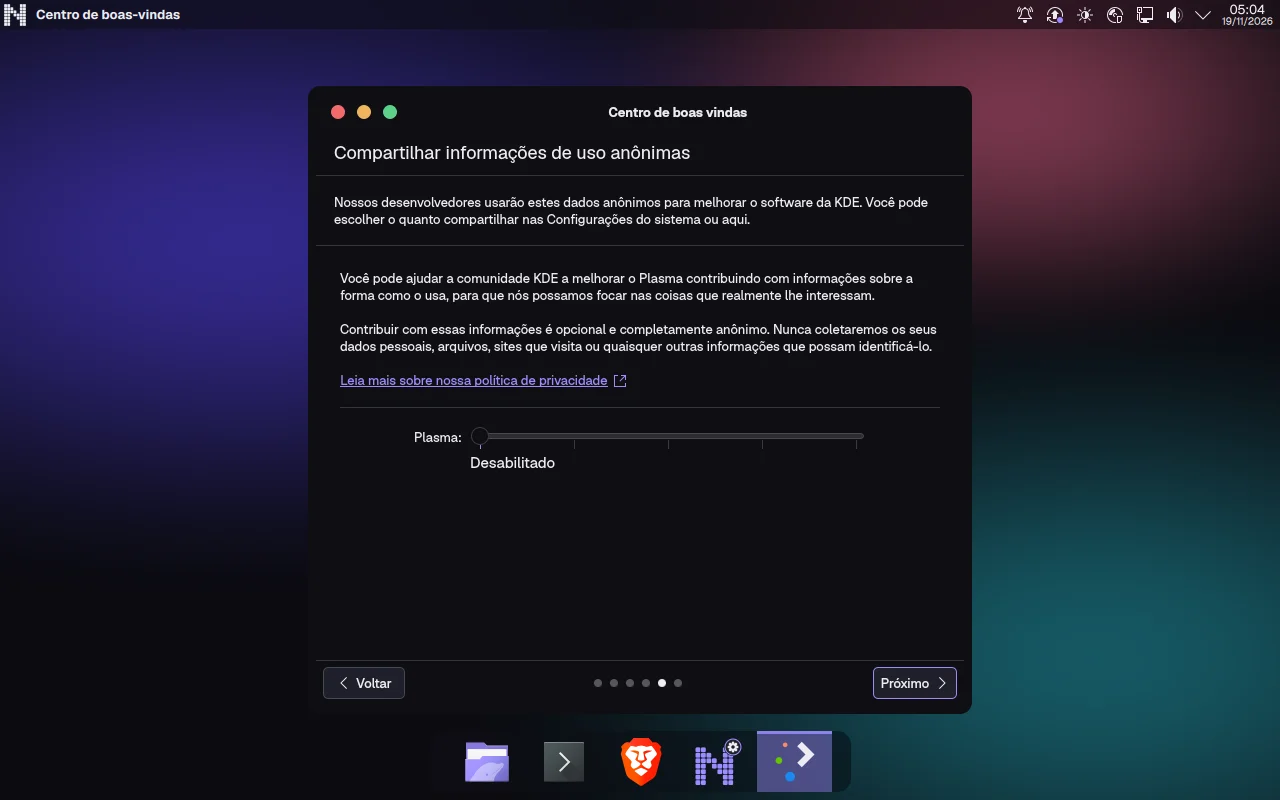 Centro de boas-vindas
05:04
19/11/2026
Centro de boas vindas
Compartilhar informações de uso anônimas
Nossos desenvolvedores usarão estes dados anônimos para melhorar o software da KDE. Você pode
escolher o quanto compartilhar nas Configurações do sistema ou aqui.
Você pode ajudar a comunidade KDE a melhorar o Plasma contribuindo com informações sobre a
forma como o usa, para que nós possamos focar nas coisas que realmente lhe interessam.
Contribuir com essas informações é opcional e completamente anônimo. Nunca coletaremos os seus
dados pessoais, arquivos, sites que visita ou quaisquer outras informações que possam identificá-lo.
Leia mais sobre nossa política de privacidade
Plasma:
Desabilitado
Voltar
Próximo